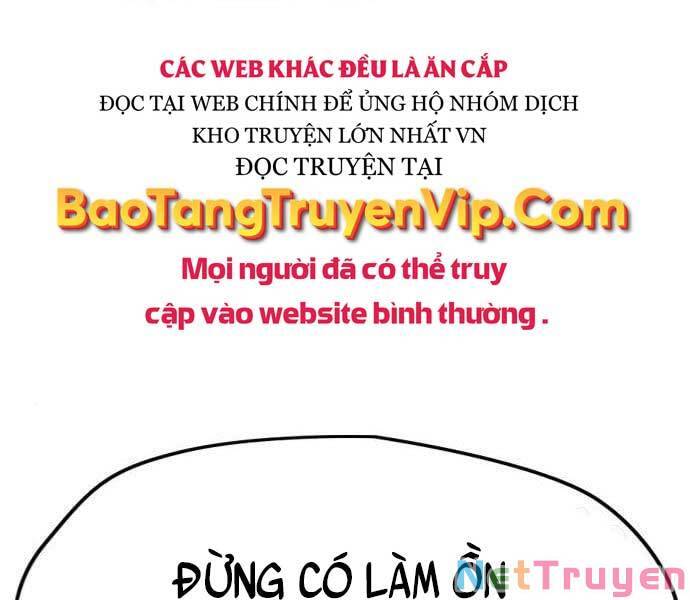 CÁC WEB KHÁC ĐỀU LÀ ĂN CẮP
ĐỌC TẠI WEB CHÍNH ĐỂ ỦNG HỘ NHÓM DỊCH
KHO TRUYỆN LỚN NHẤT VN
ĐỌC TRUYỆN TẠI
BaoTangTruyenVip.Com
Mọi người đã có thể truy
cập vào website bình thường.
ĐỪNG CÓ LÀM ỒN
NetTruyen